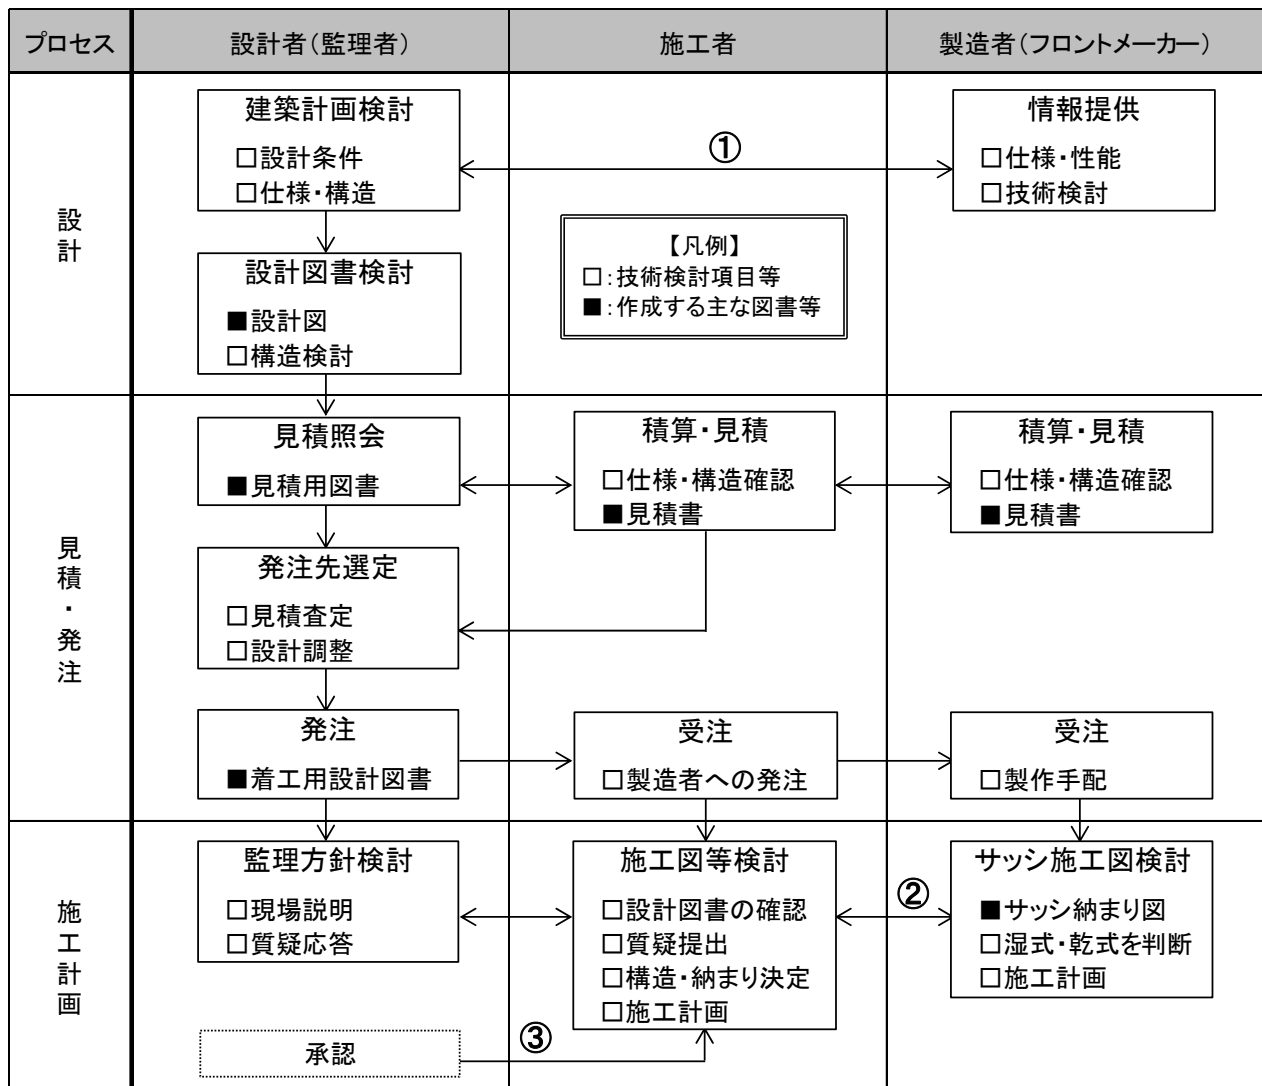 プロセス
設計者（監理者）
施工者
製造者（フロントメーカー）
設計
建築計画検討
□設計条件
□仕様・構造
①
情報提供
□仕様・性能
□技術検討
【凡例】
□：技術検討項目等
■：作成する主な図書等
設計図書検討
■設計図
□構造検討
見積・発注
見積照会
■見積用図書
積算・見積
□仕様・構造確認
■見積書
積算・見積
□仕様・構造確認
■見積書
発注先選定
□見積査定
□設計調整
発注
■着工用設計図書
受注
□製造者への発注
受注
□製作手配
施工計画
監理方針検討
□現場説明
□質疑応答
施工図等検討
□設計図書の確認
□質疑提出
□構造・納まり決定
□施工計画
②
サッシ施工図検討
■サッシ納まり図
□湿式・乾式を判断
□施工計画
承認
③